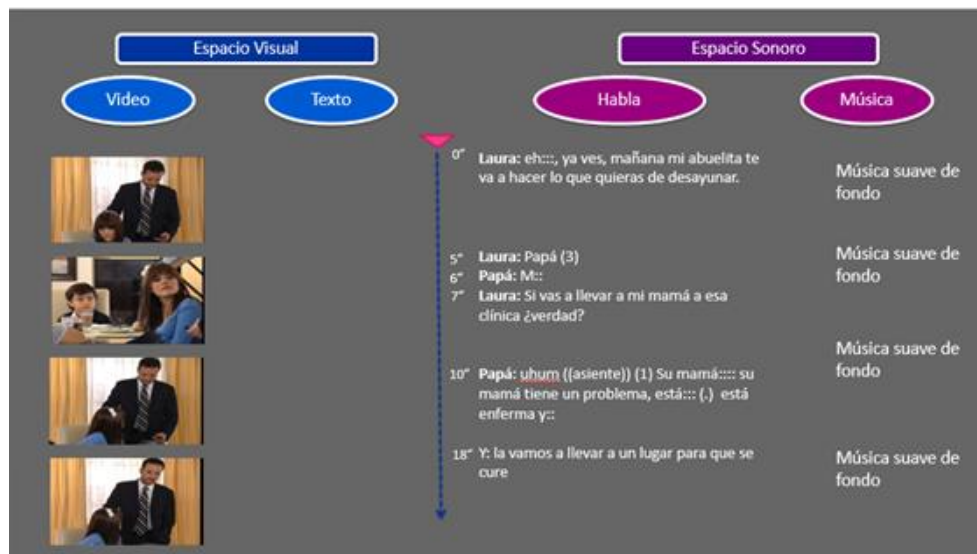 Espacio Visual
Espacio Sonoro
Video
Texto
Habla
Música
0”
Laura: eh:::, ya ves, mañana mi abuelita te
va a hacer lo que quieras de desayunar.
Música suave de
fondo
5”
Laura: Papá (3)
6”
Papá: M::
7”
Laura: Si vas a llevar a mi mamá a esa
clínica ¿verdad?
Música suave de
fondo
10”
Papá: uhum ((asiente)) (1) Su mamá:::: su
mamá tiene un problema, está::: (.) está
enferma y::
Música suave de
fondo
18”
Y: la vamos a llevar a un lugar para que se
cure
Música suave de
fondo